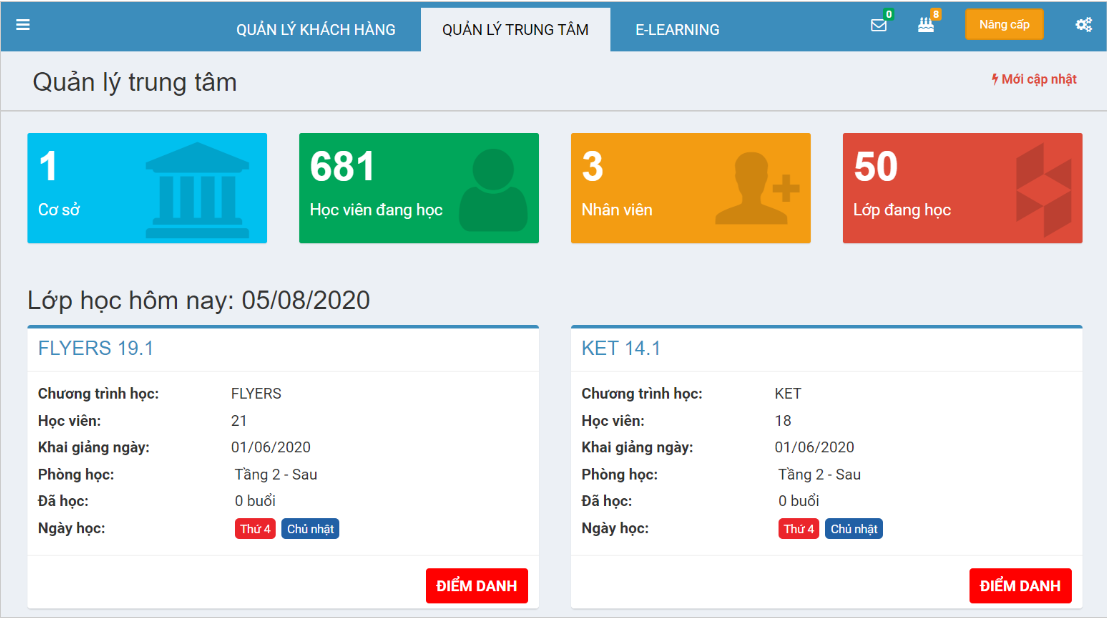 QUẢN LÝ KHÁCH HÀNG QUẢN LÝ TRUNG TÂM E-LEARNING 0 8 Nâng cấp
Quản lý trung tâm Mới cập nhật
1 681 3 50
Cơ sở Học viên đang học Nhân viên Lớp đang học
Lớp học hôm nay: 05/08/2020
FLYERS 19.1
Chương trình học: FLYERS
Học viên: 21
Khai giảng ngày: 01/06/2020
Phòng học: Tầng 2 - Sau
Đã học: 0 buổi
Ngày học: Thứ 4 Chủ nhật
ĐIỂM DANH
KET 14.1
Chương trình học: KET
Học viên: 18
Khai giảng ngày: 01/06/2020
Phòng học: Tầng 2 - Sau
Đã học: 0 buổi
Ngày học: Thứ 4 Chủ nhật
ĐIỂM DANH